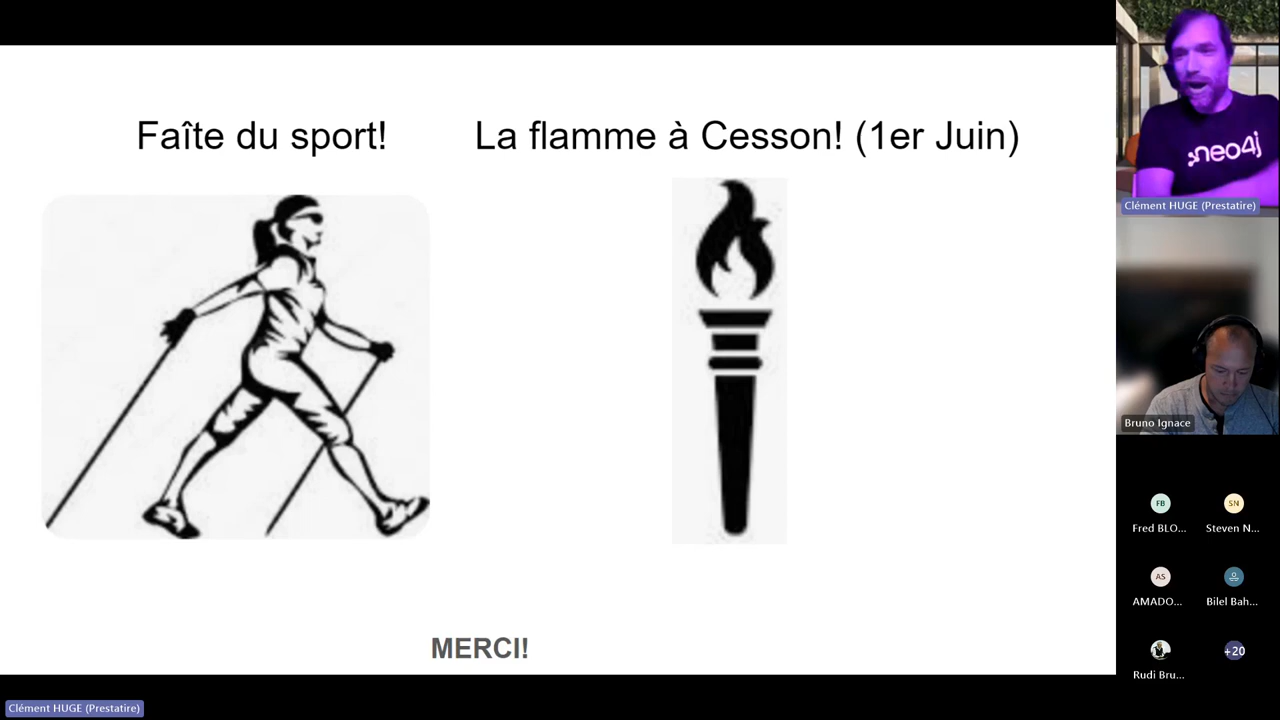 Faîte du sport!
La flamme à Cesson! (1er Juin)
MERCI!
neo4j
Clément HUGE (Prestatire)
Bruno Ignace
FB
SN
Fred BLO...
Steven N...
AS
AMADO...
Bilel Bah...
+20
Rudi Bru...
Clément HUGE (Prestatire)